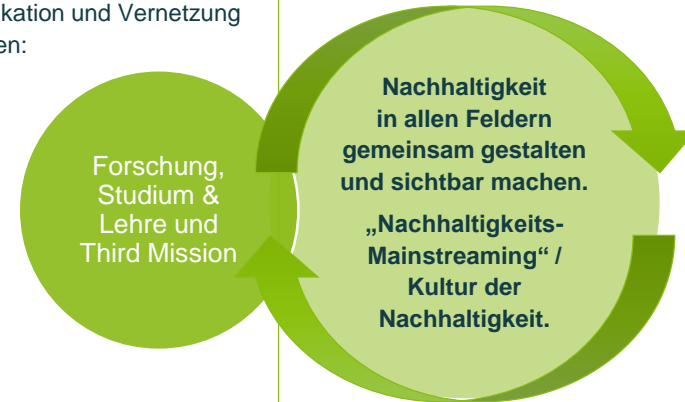 kation und Vernetzung
en:
Forschung,
Studium &
Lehre und
Third Mission
Nachhaltigkeit
in allen Feldern
gemeinsam gestalten
und sichtbar machen.
„Nachhaltigkeits-
Mainstreaming“ /
Kultur der
Nachhaltigkeit.